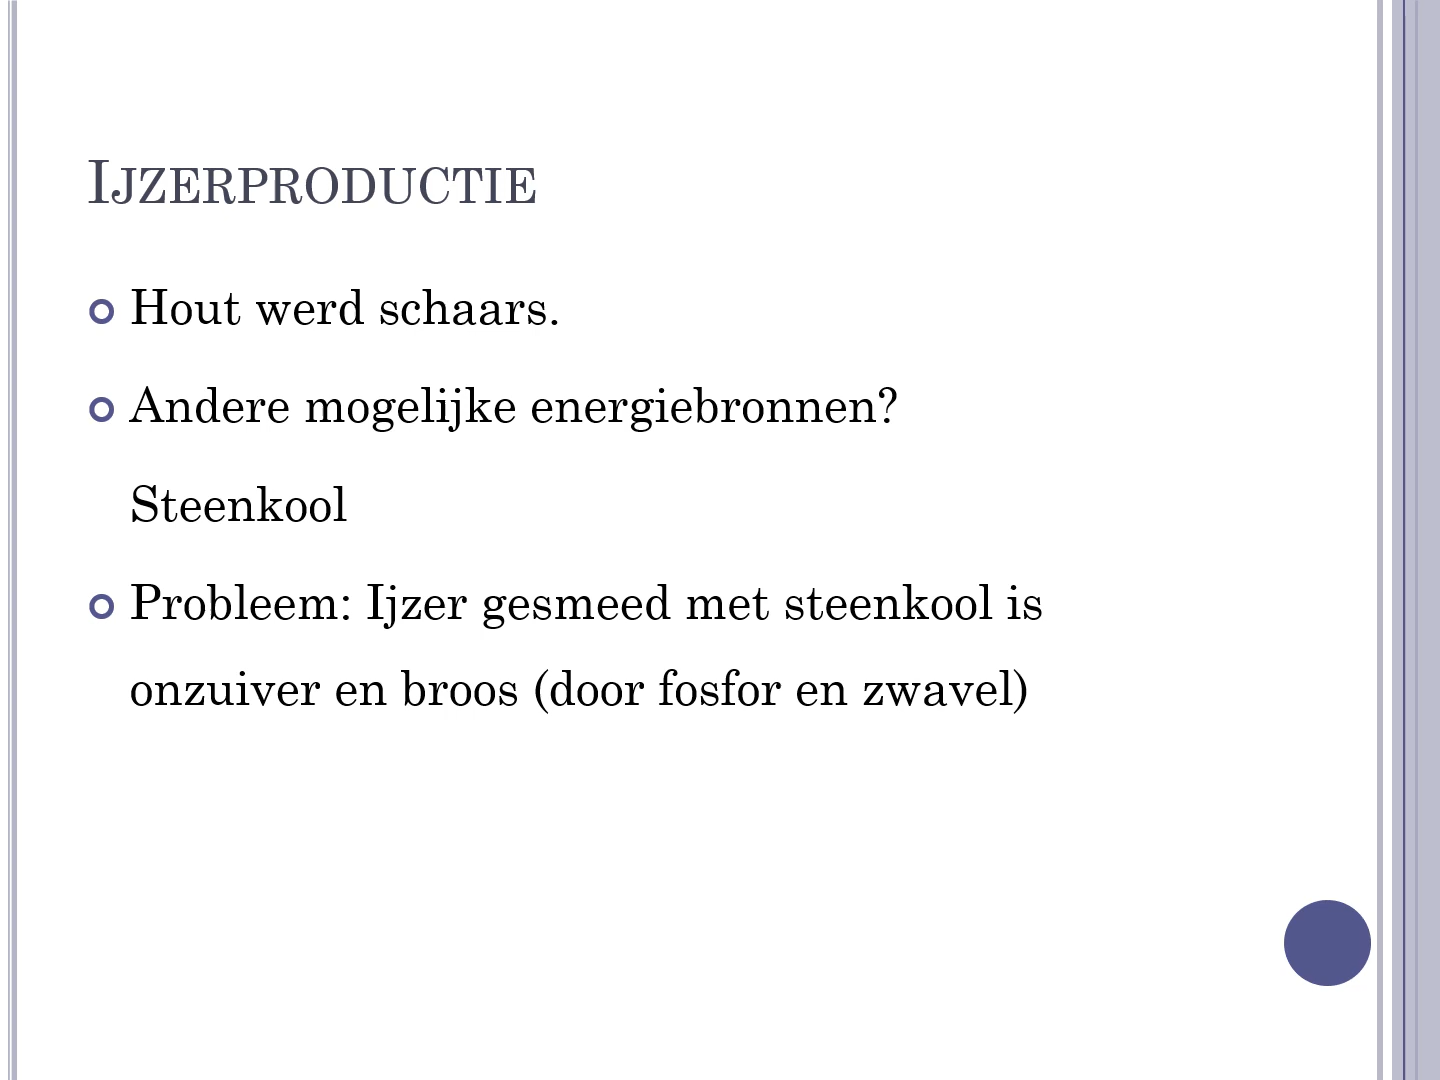 IJZERPRODUCTIE
Hout werd schaars.
Andere mogelijke energiebronnen?
Steenkool
Probleem: Ijzer gesmeed met steenkool is
onzuiver en broos (door fosfor en zwavel)